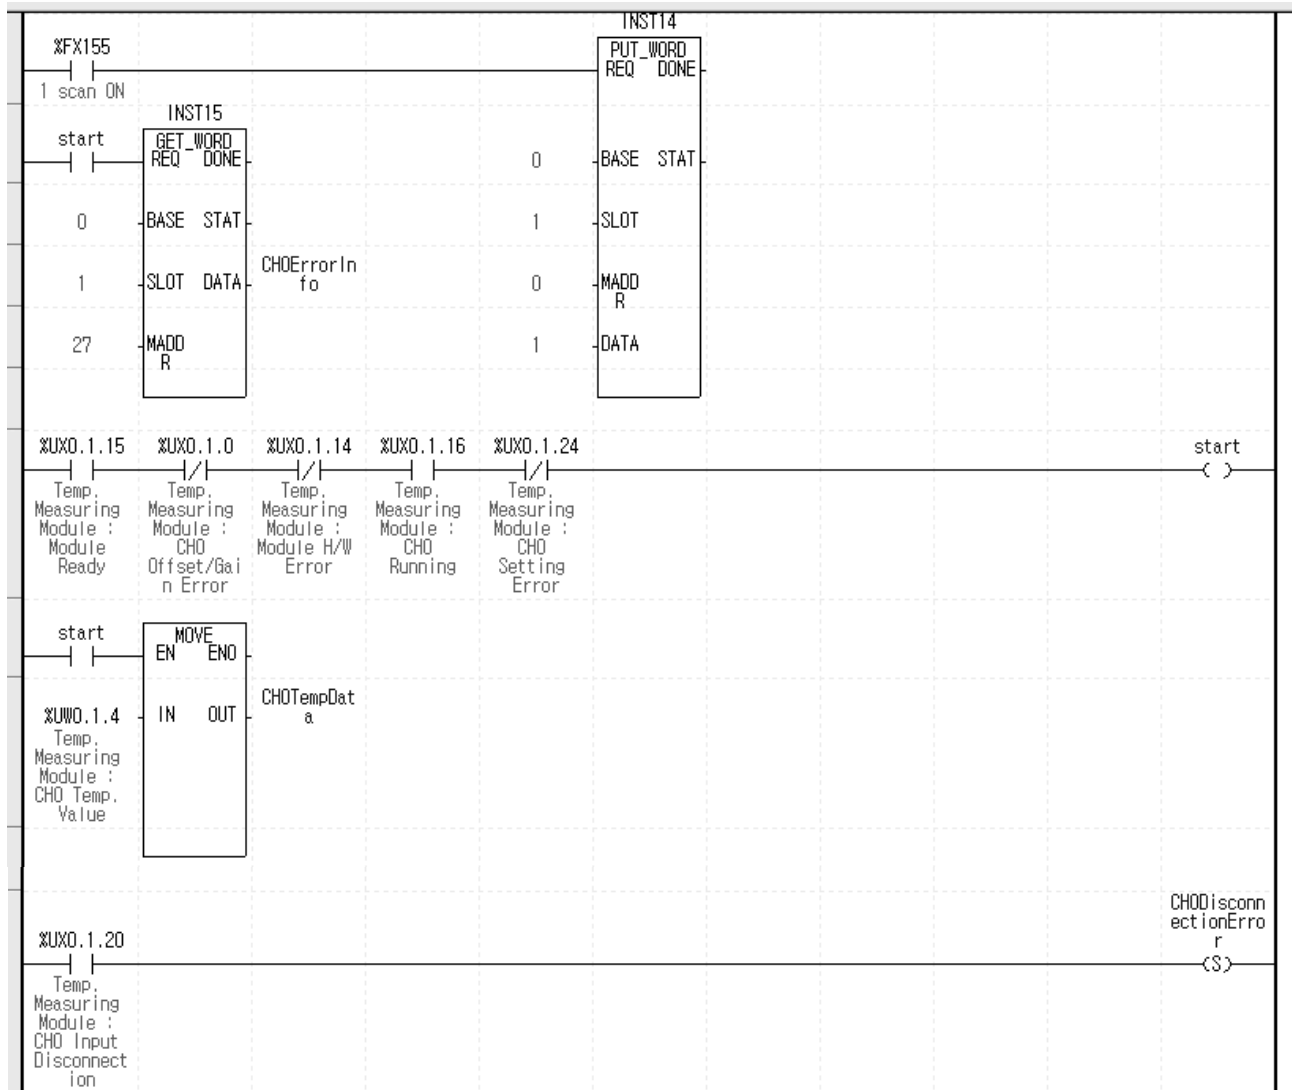 INST14
%FX155
PUT_WORD
REQ DONE
1 scan ON
INST15
start
GET_WORD
REQ DONE
0
BASE STAT
0
BASE STAT
1
SLOT
CH0ErrorIn
fo
1
SLOT DATA
0
MADD
R
27
MADD
R
1
DATA
%UX0.1.15 %UX0.1.0 %UX0.1.14 %UX0.1.16 %UX0.1.24
start
Temp.
Measuring
Module :
Module
Ready
Temp.
Measuring
Module :
CH0
Offset/Gai
n Error
Temp.
Measuring
Module :
Module H/W
Error
Temp.
Measuring
Module :
CH0
Running
Temp.
Measuring
Module :
CH0
Setting
Error
start
MOVE
EN ENO
CH0TempDat
a
%UW0.1.4
IN OUT
Temp.
Measuring
Module :
CH0 Temp.
Value
CH0Disconn
ectionErro
r
%UX0.1.20
(S)
Temp.
Measuring
Module :
CH0 Input
Disconnect
ion